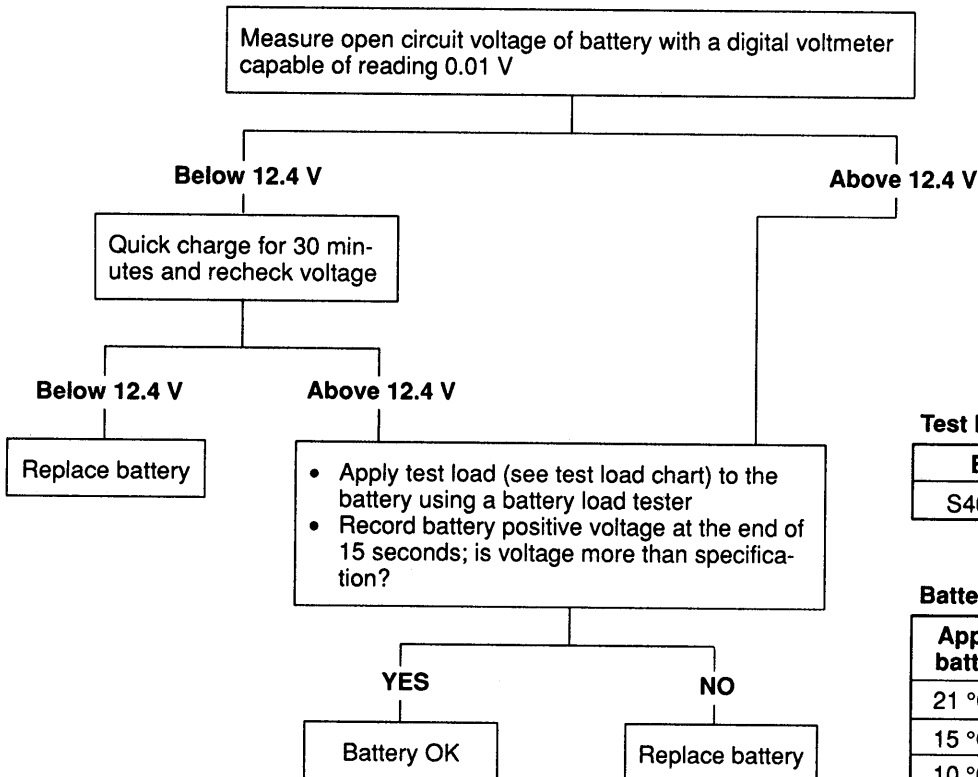 Measure open circuit voltage of battery with a digital voltmeter
capable of reading 0.01 V
Below 12.4 V
Above 12.4 V
Quick charge for 30 min-
utes and recheck voltage
Below 12.4 V
Above 12.4 V
Replace battery
• Apply test load (see test load chart) to the
battery using a battery load tester
• Record battery positive voltage at the end of
15 seconds; is voltage more than specifica-
tion?
YES
NO
Battery OK
Replace battery
Test
S4
Batte
App
batt
21 °
15 °
10 °